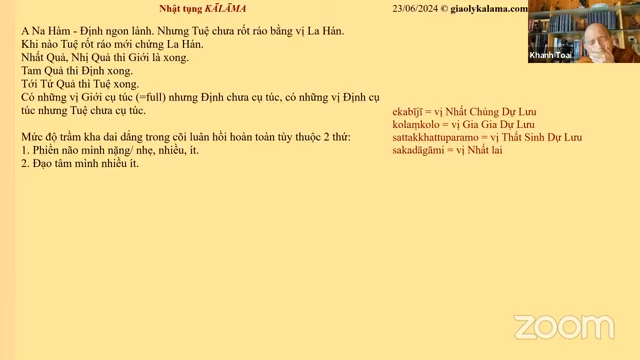 Nhật tụng KĀLĀMA
23/06/2024 © giaolykalama.com
A Na Hàm - Định ngon lành. Nhưng Tuệ chưa rốt ráo bằng vị La Hán.
Khi nào Tuệ rốt ráo mới chứng La Hán.
Nhất Quả, Nhị Quả thì Giới là xong.
Tam Quả thì Định xong.
Tới Tứ Quả thì Tuệ xong.
Có những vị Giới cụ túc (=full) nhưng Định chưa cụ túc, có những vị Định cụ
túc nhưng Tuệ chưa cụ túc.
Mức độ trầm kha dai dẳng trong cõi luân hồi hoàn toàn tùy thuộc 2 thứ:
1. Phiền não mình nặng/ nhẹ, nhiều, ít.
2. Đạo tâm mình nhiều ít.
ekabījī = vị Nhất Chủng Dự Lưu
kolaṃkolo = vị Gia Gia Dự Lưu
sattakkhattuparamo = vị Thất Sinh Dự Lưu
sakadāgāmi = vị Nhất lai
Khanh Toai
zoom